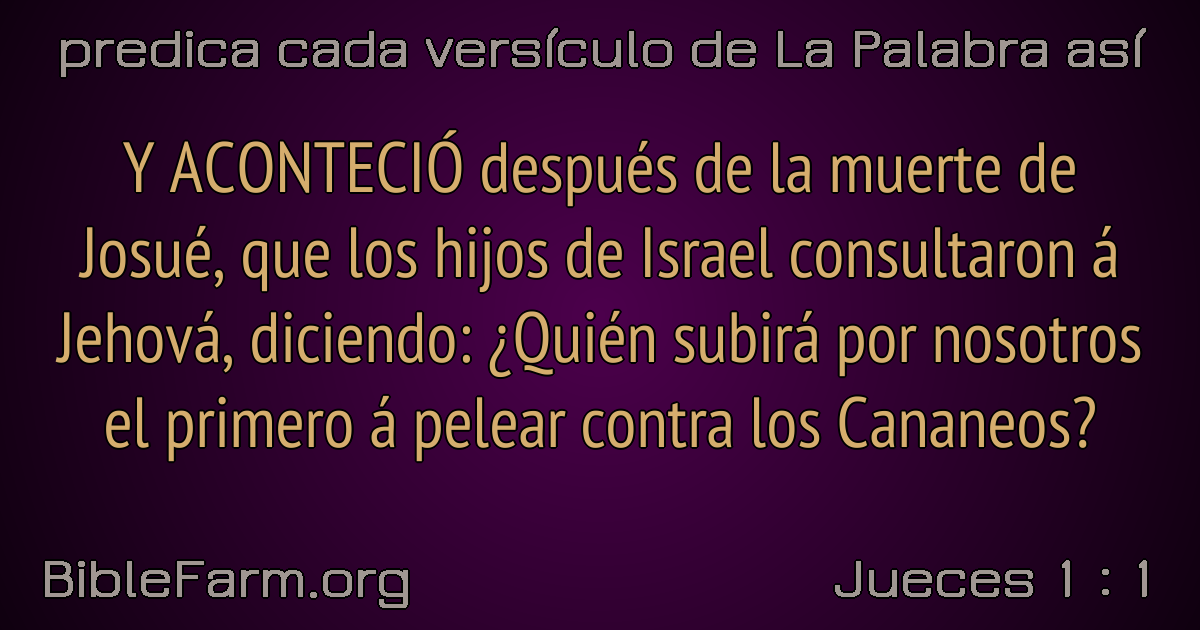 predica cada versículo de La Palabra así
Y ACONTECIÓ después de la muerte de
Josué, que los hijos de Israel consultaron á
Jehová, diciendo: ¿Quién subirá por nosotros
el primero á pelear contra los Cananeos?
BibleFarm.org
Jueces 1 : 1